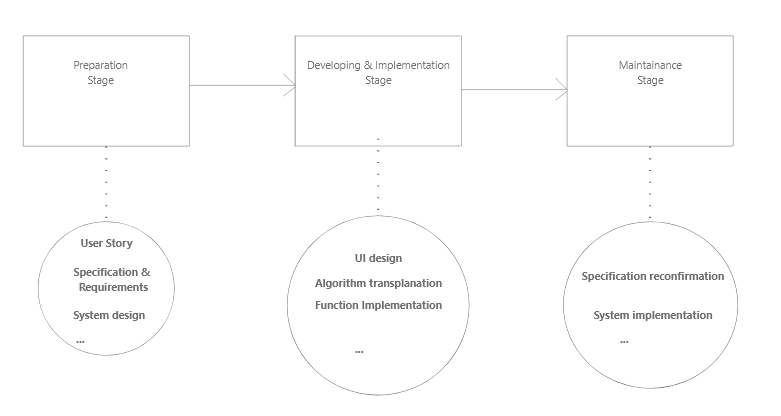 Preparation
Stage
Developing & Implementation
Stage
Maintainance
Stage
User Story
Specification &
Requirements
System design
...
UI design
Algorithm transplanation
Function Implementation
...
Specification reconfirmation
System implementation
...